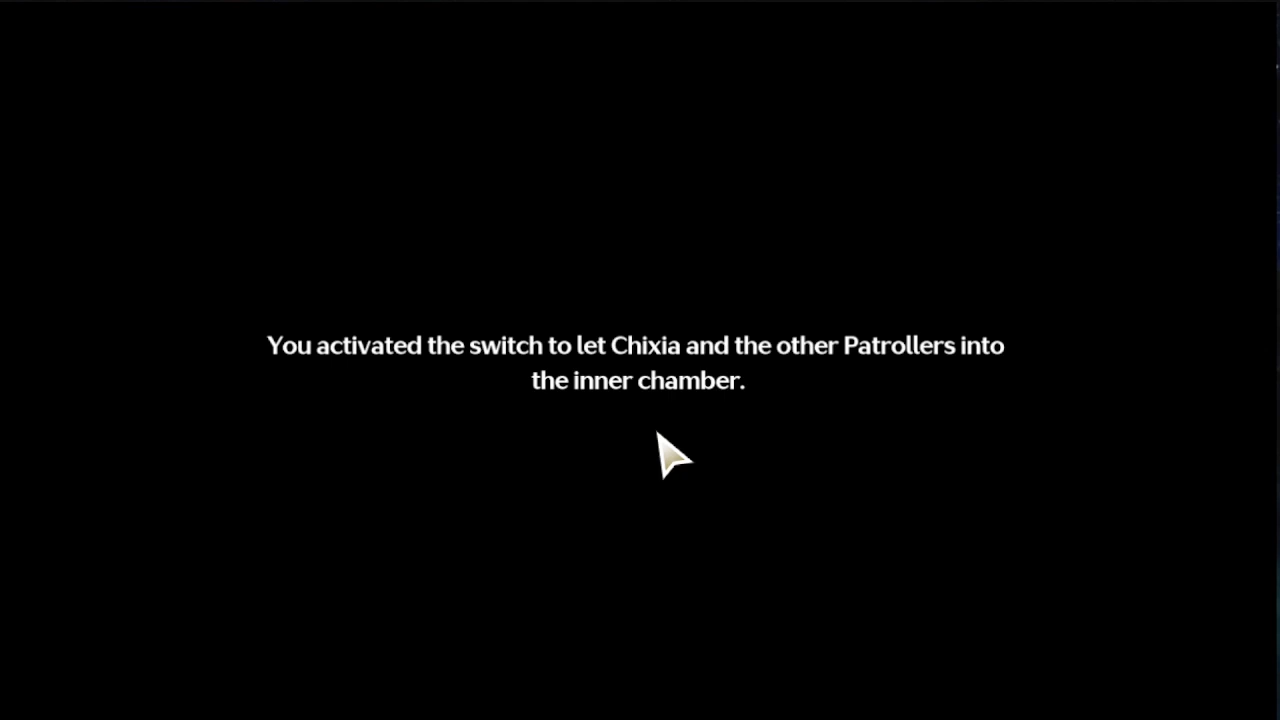 You activated the switch to let Chixia and the other Patrollers into
the inner chamber.